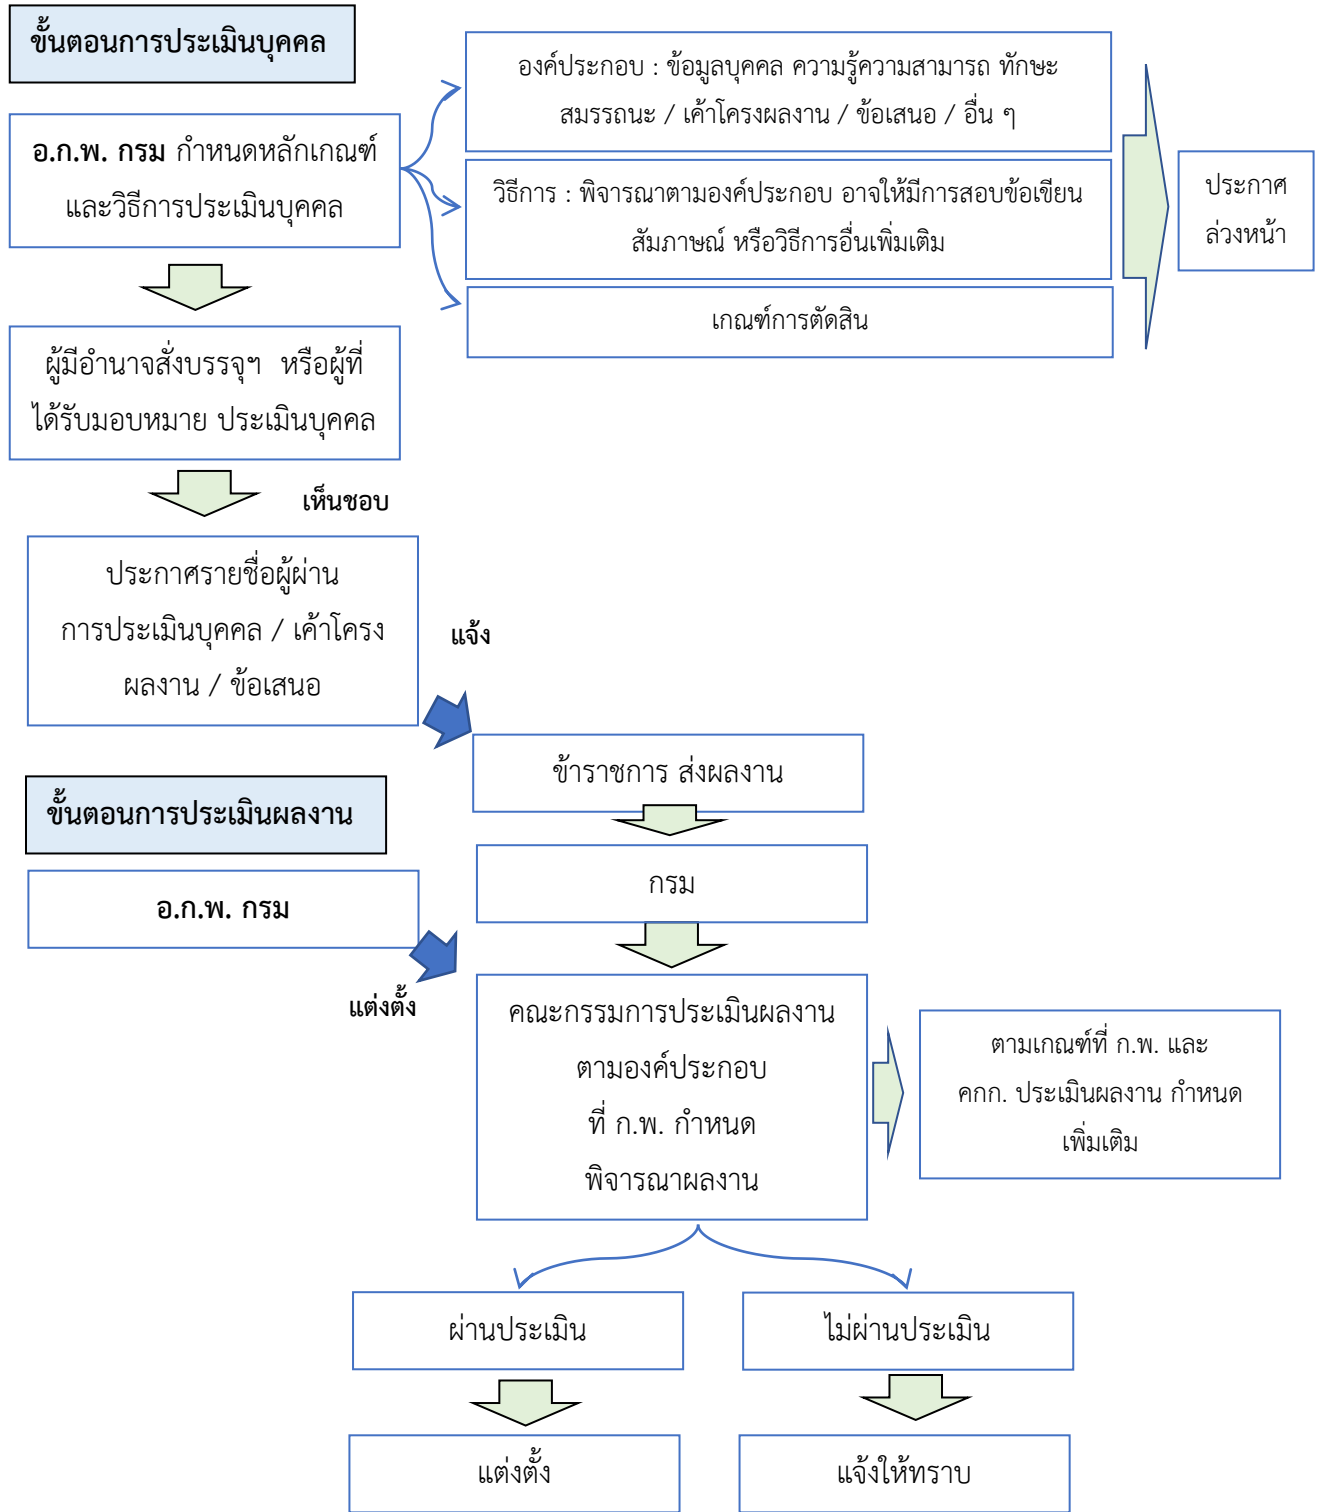 ขั้นตอนการประเมินบุคคล
องค์ประกอบ : ข้อมูลบุคคล ความรู้ความสามารถ ทักษะ
สมรรถนะ / เค้าโครงผลงาน / ข้อเสนอ / อื่น ๆ
อ.ก.พ. กรม กำหนดหลักเกณฑ์
และวิธีการประเมินบุคคล
วิธีการ : พิจารณาตามองค์ประกอบ อาจให้มีการสอบข้อเขียน
สัมภาษณ์ หรือวิธีการอื่นเพิ่มเติม
เกณฑ์การตัดสิน
ประกาศ
ล่วงหน้า
ผู้มีอำนาจสั่งบรรจุฯ หรือผู้ที่
ได้รับมอบหมาย ประเมินบุคคล
เห็นชอบ
ประกาศรายชื่อผู้ผ่าน
การประเมินบุคคล / เค้าโครง
ผลงาน / ข้อเสนอ
แจ้ง
ข้าราชการ ส่งผลงาน
ขั้นตอนการประเมินผลงาน
กรม
อ.ก.พ. กรม
แต่งตั้ง
คณะกรรมการประเมินผลงาน
ตามองค์ประกอบ
ที่ ก.พ. กำหนด
พิจารณาผลงาน
ตามเกณฑ์ที่ ก.พ. และ
คกก. ประเมินผลงาน กำหนด
เพิ่มเติม
ผ่านประเมิน
ไม่ผ่านประเมิน
แต่งตั้ง
แจ้งให้ทราบ